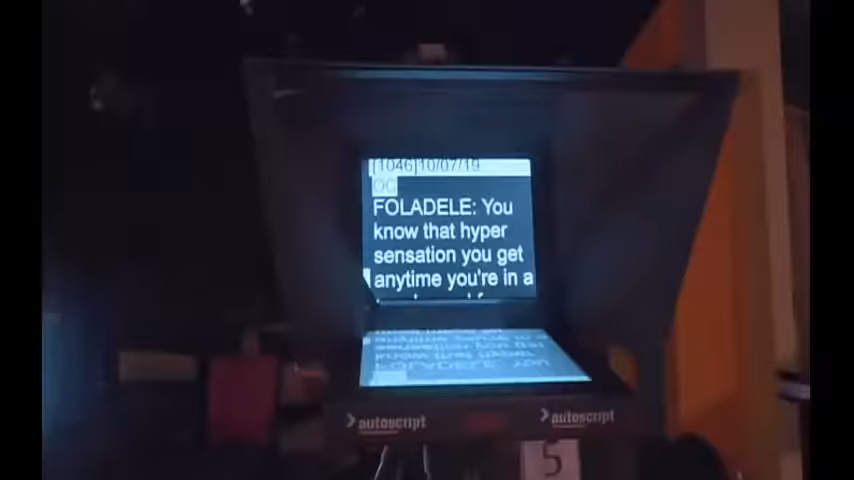 [1046]10/07/19
OC
FOLADELE: You
know that hyper
sensation you get
anytime you're in a
autoscript autoscript
5